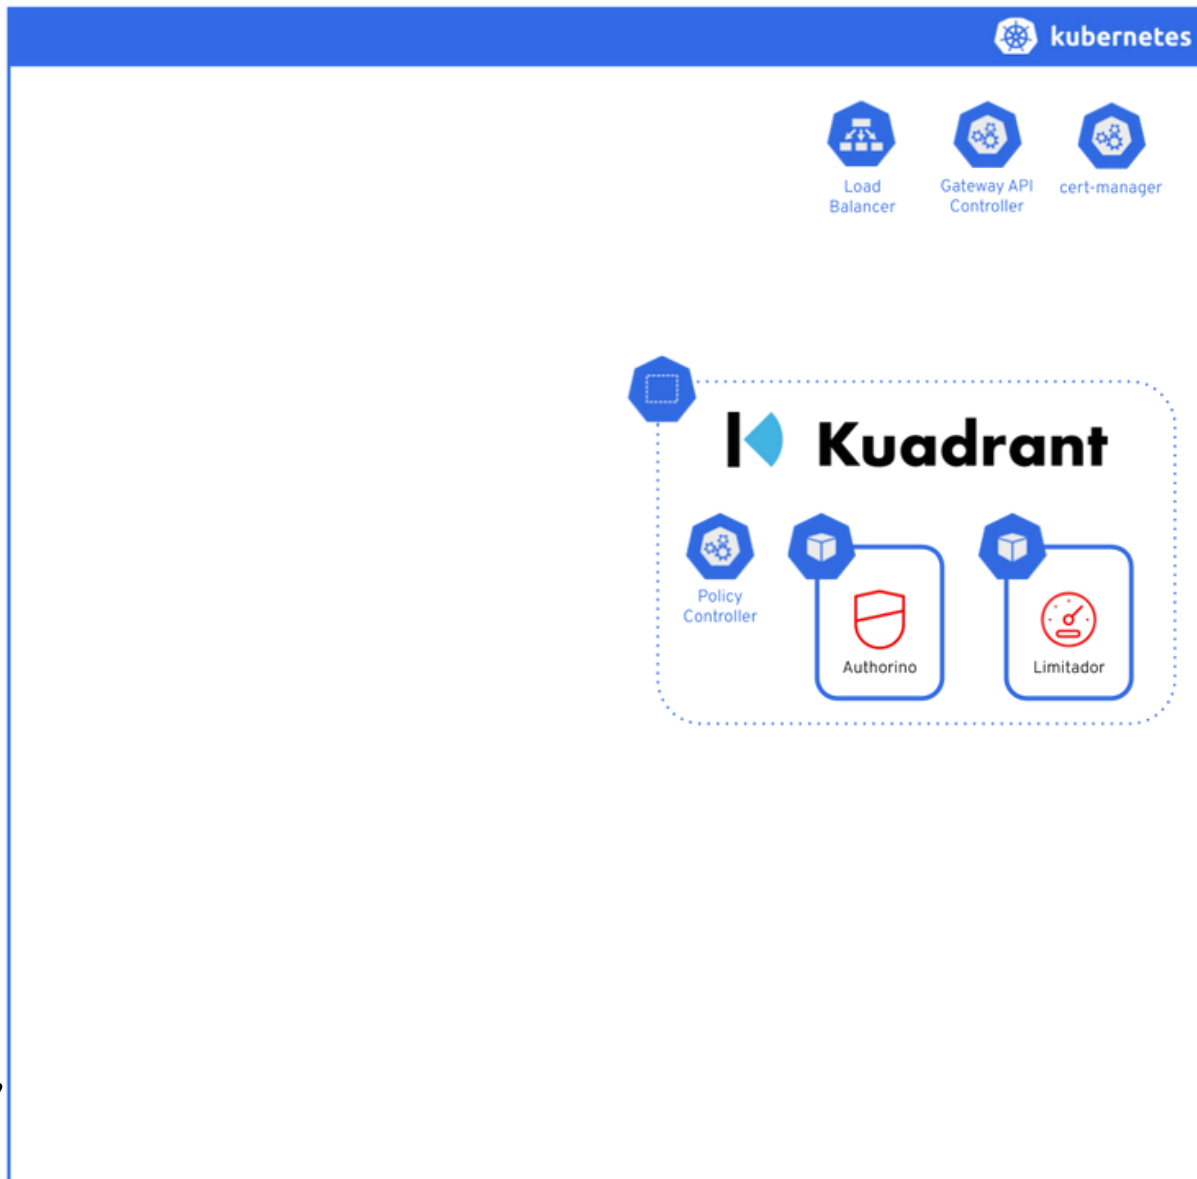 kubernetes
Load
Balancer
Gateway API
Controller
cert-manager
Kuadrant
Policy
Controller
Authorino
Limitador